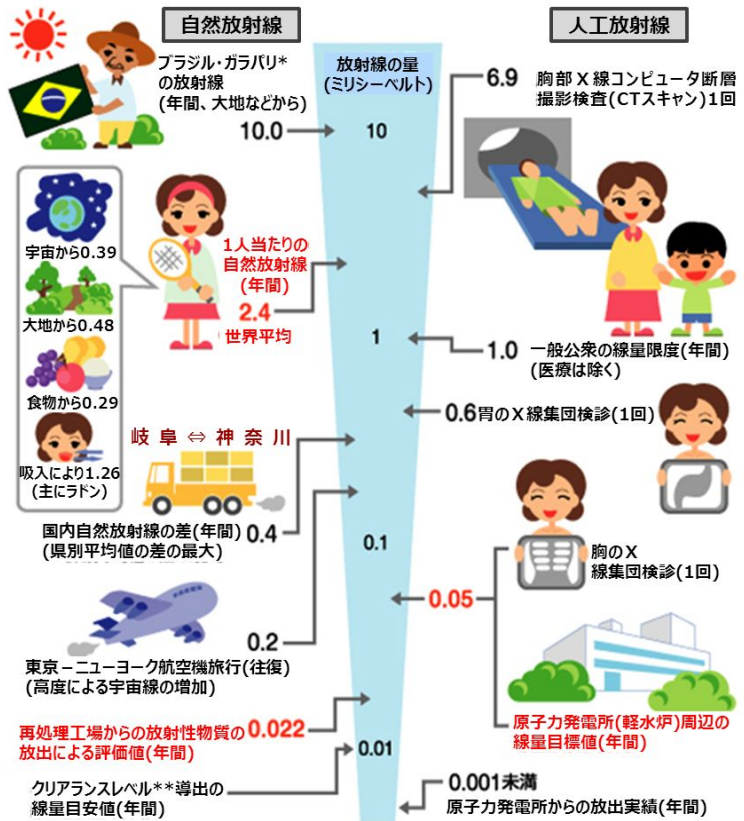 自然放射線
人工放射線
放射線の量
(ミリシーベルト)
ブラジル・ガラパリ*
の放射線
(年間、大地などから)
10.0
10
6.9
胸部X線コンピュータ断層
撮影検査(CTスキャン)1回
宇宙から0.39
大地から0.48
食物から0.29
吸入により1.26
(主にラドン)
1人当たりの
自然放射線
(年間)
2.4
世界平均
1
1.0
一般公衆の線量限度(年間)
(医療は除く)
0.6胃のX線集団検診(1回)
岐阜⇔神奈川
国内自然放射線の差(年間)
(県別平均値の差の最大)
0.4
0.1
胸のX
線集団検診(1回)
0.05
0.2
東京－ニューヨーク航空機旅行(往復)
(高度による宇宙線の増加)
原子力発電所(軽水炉)周辺の
線量目標値(年間)
再処理工場からの放射性物質の
放出による評価値(年間)
0.022
0.01
クリアランスレベル**導出の
線量目安値(年間)
0.001未満
原子力発電所からの放出実績(年間)